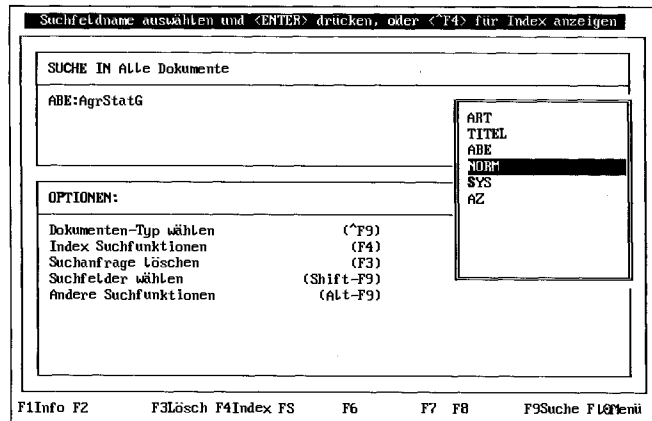 Suchfeldname auswählen und <ENTER> drücken, oder <^F4> für Index anzeigen
SUCHE IN Alle Dokumente
ABE:AgrStatG
ART
TITEL
ABE
NORM
SYS
AZ
OPTIONEN:
Dokumenten-Typ wählen (^F9)
Index Suchfunktionen (F4)
Suchanfrage löschen (F3)
Suchfelder wählen (Shift-F9)
Andere Suchfunktionen (Alt-F9)
F1Info F2 F3Lösch F4Index F5 F6 F7 F8 F9Suche F10Menü